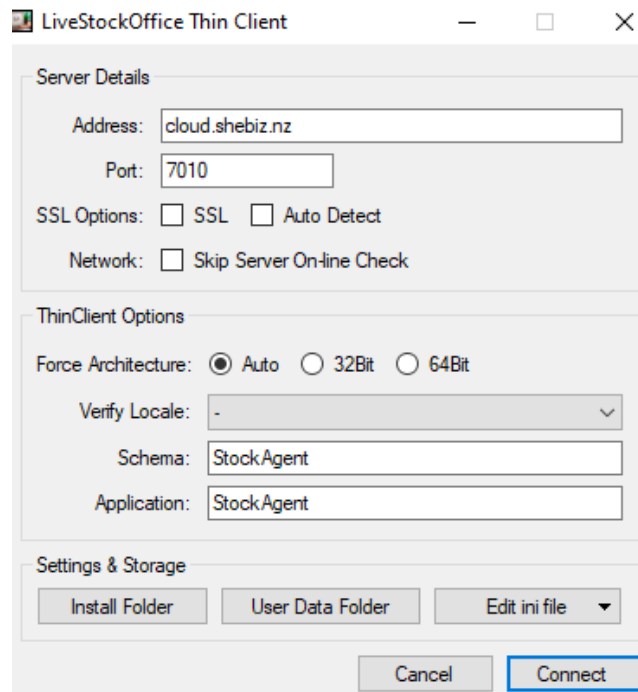 LiveStockOffice Thin Client
Server Details
Address: cloud.shebiz.nz
Port: 7010
SSL Options: SSL Auto Detect
Network: Skip Server On-line Check
ThinClient Options
Force Architecture: Auto 32Bit 64Bit
Verify Locale: -
Schema: StockAgent
Application: StockAgent
Settings & Storage
Install Folder User Data Folder Edit ini file
Cancel Connect